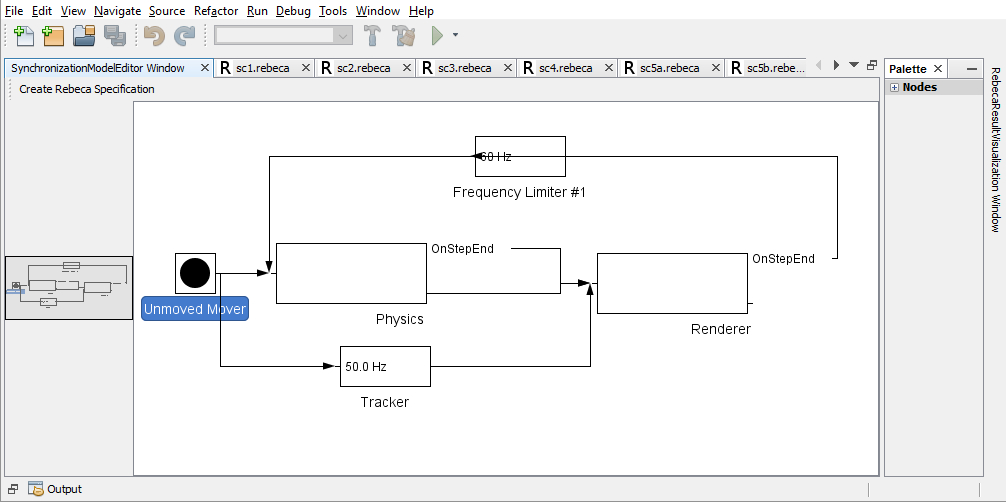 File Edit View Navigate Source Refactor Run Debug Tools Window Help
SynchronizationModelEditor Window sc1.rebeca sc2.rebeca sc3.rebeca sc4.rebeca sc5a.rebeca sc5b.rebe...
Palette
Create Rebeca Specification
Nodes
RebecaResultVisualization Window
60 Hz
Frequency Limiter #1
OnStepEnd
OnStepEnd
Unmoved Mover
Physics
Renderer
50.0 Hz
Tracker
Output